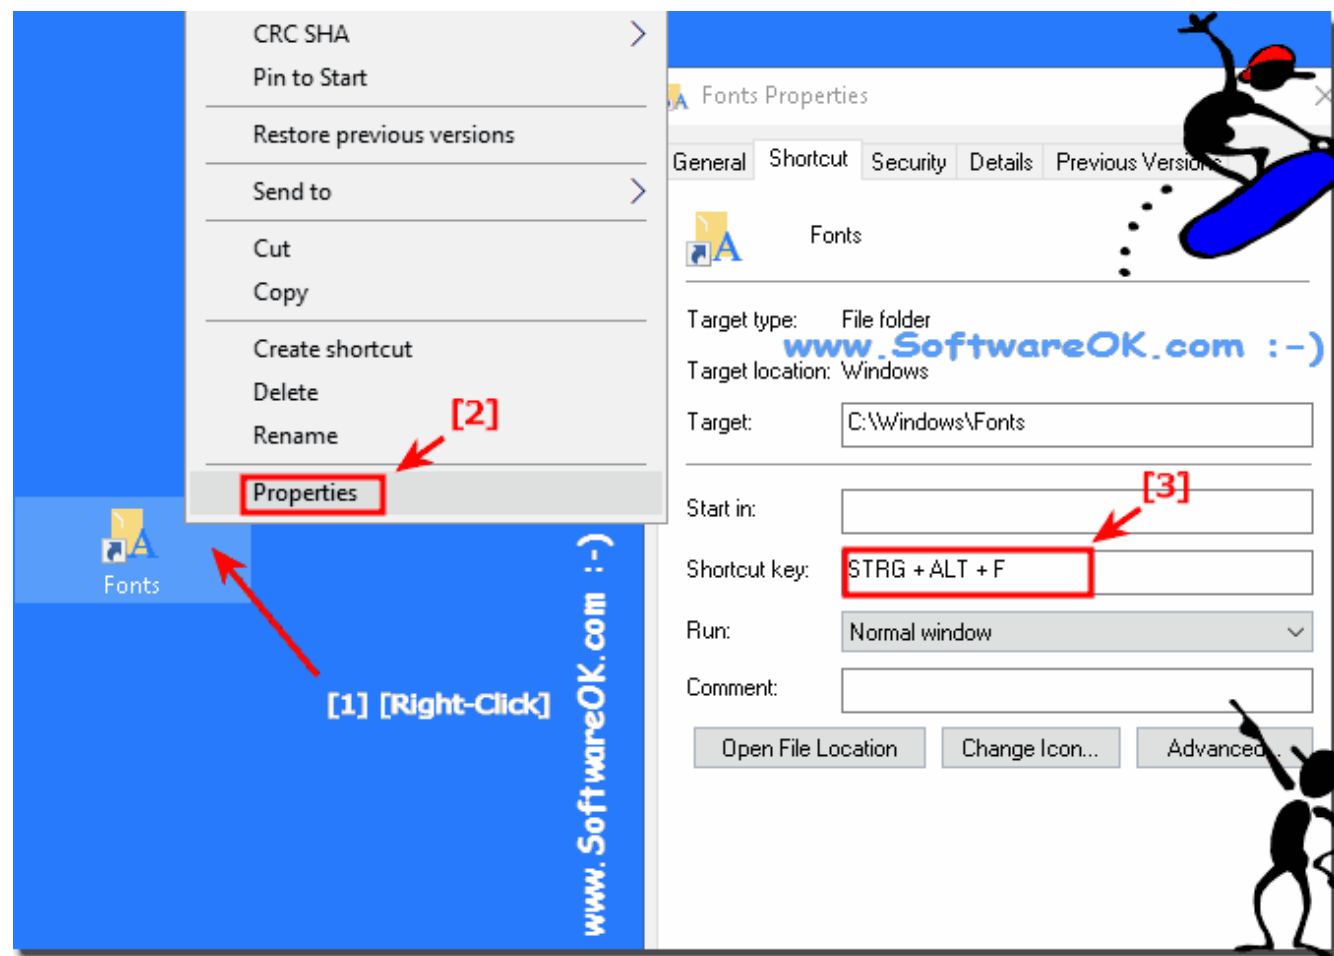 CRC SHA
Pin to Start
Restore previous versions
Send to
Cut
Copy
Create shortcut
Delete
Rename
[2]
Properties
Fonts
[1] [Right-Click]
www.SoftwareOK.com :-)
Fonts Properties
General Shortcut Security Details Previous Versions
Fonts
Target type: File folder
www.SoftwareOK.com :-)
Target location: Windows
Target: C:\Windows\Fonts
[3]
Start in:
Shortcut key: STRG + ALT + F
Run: Normal window
Comment:
Open File Location Change Icon... Advanced...